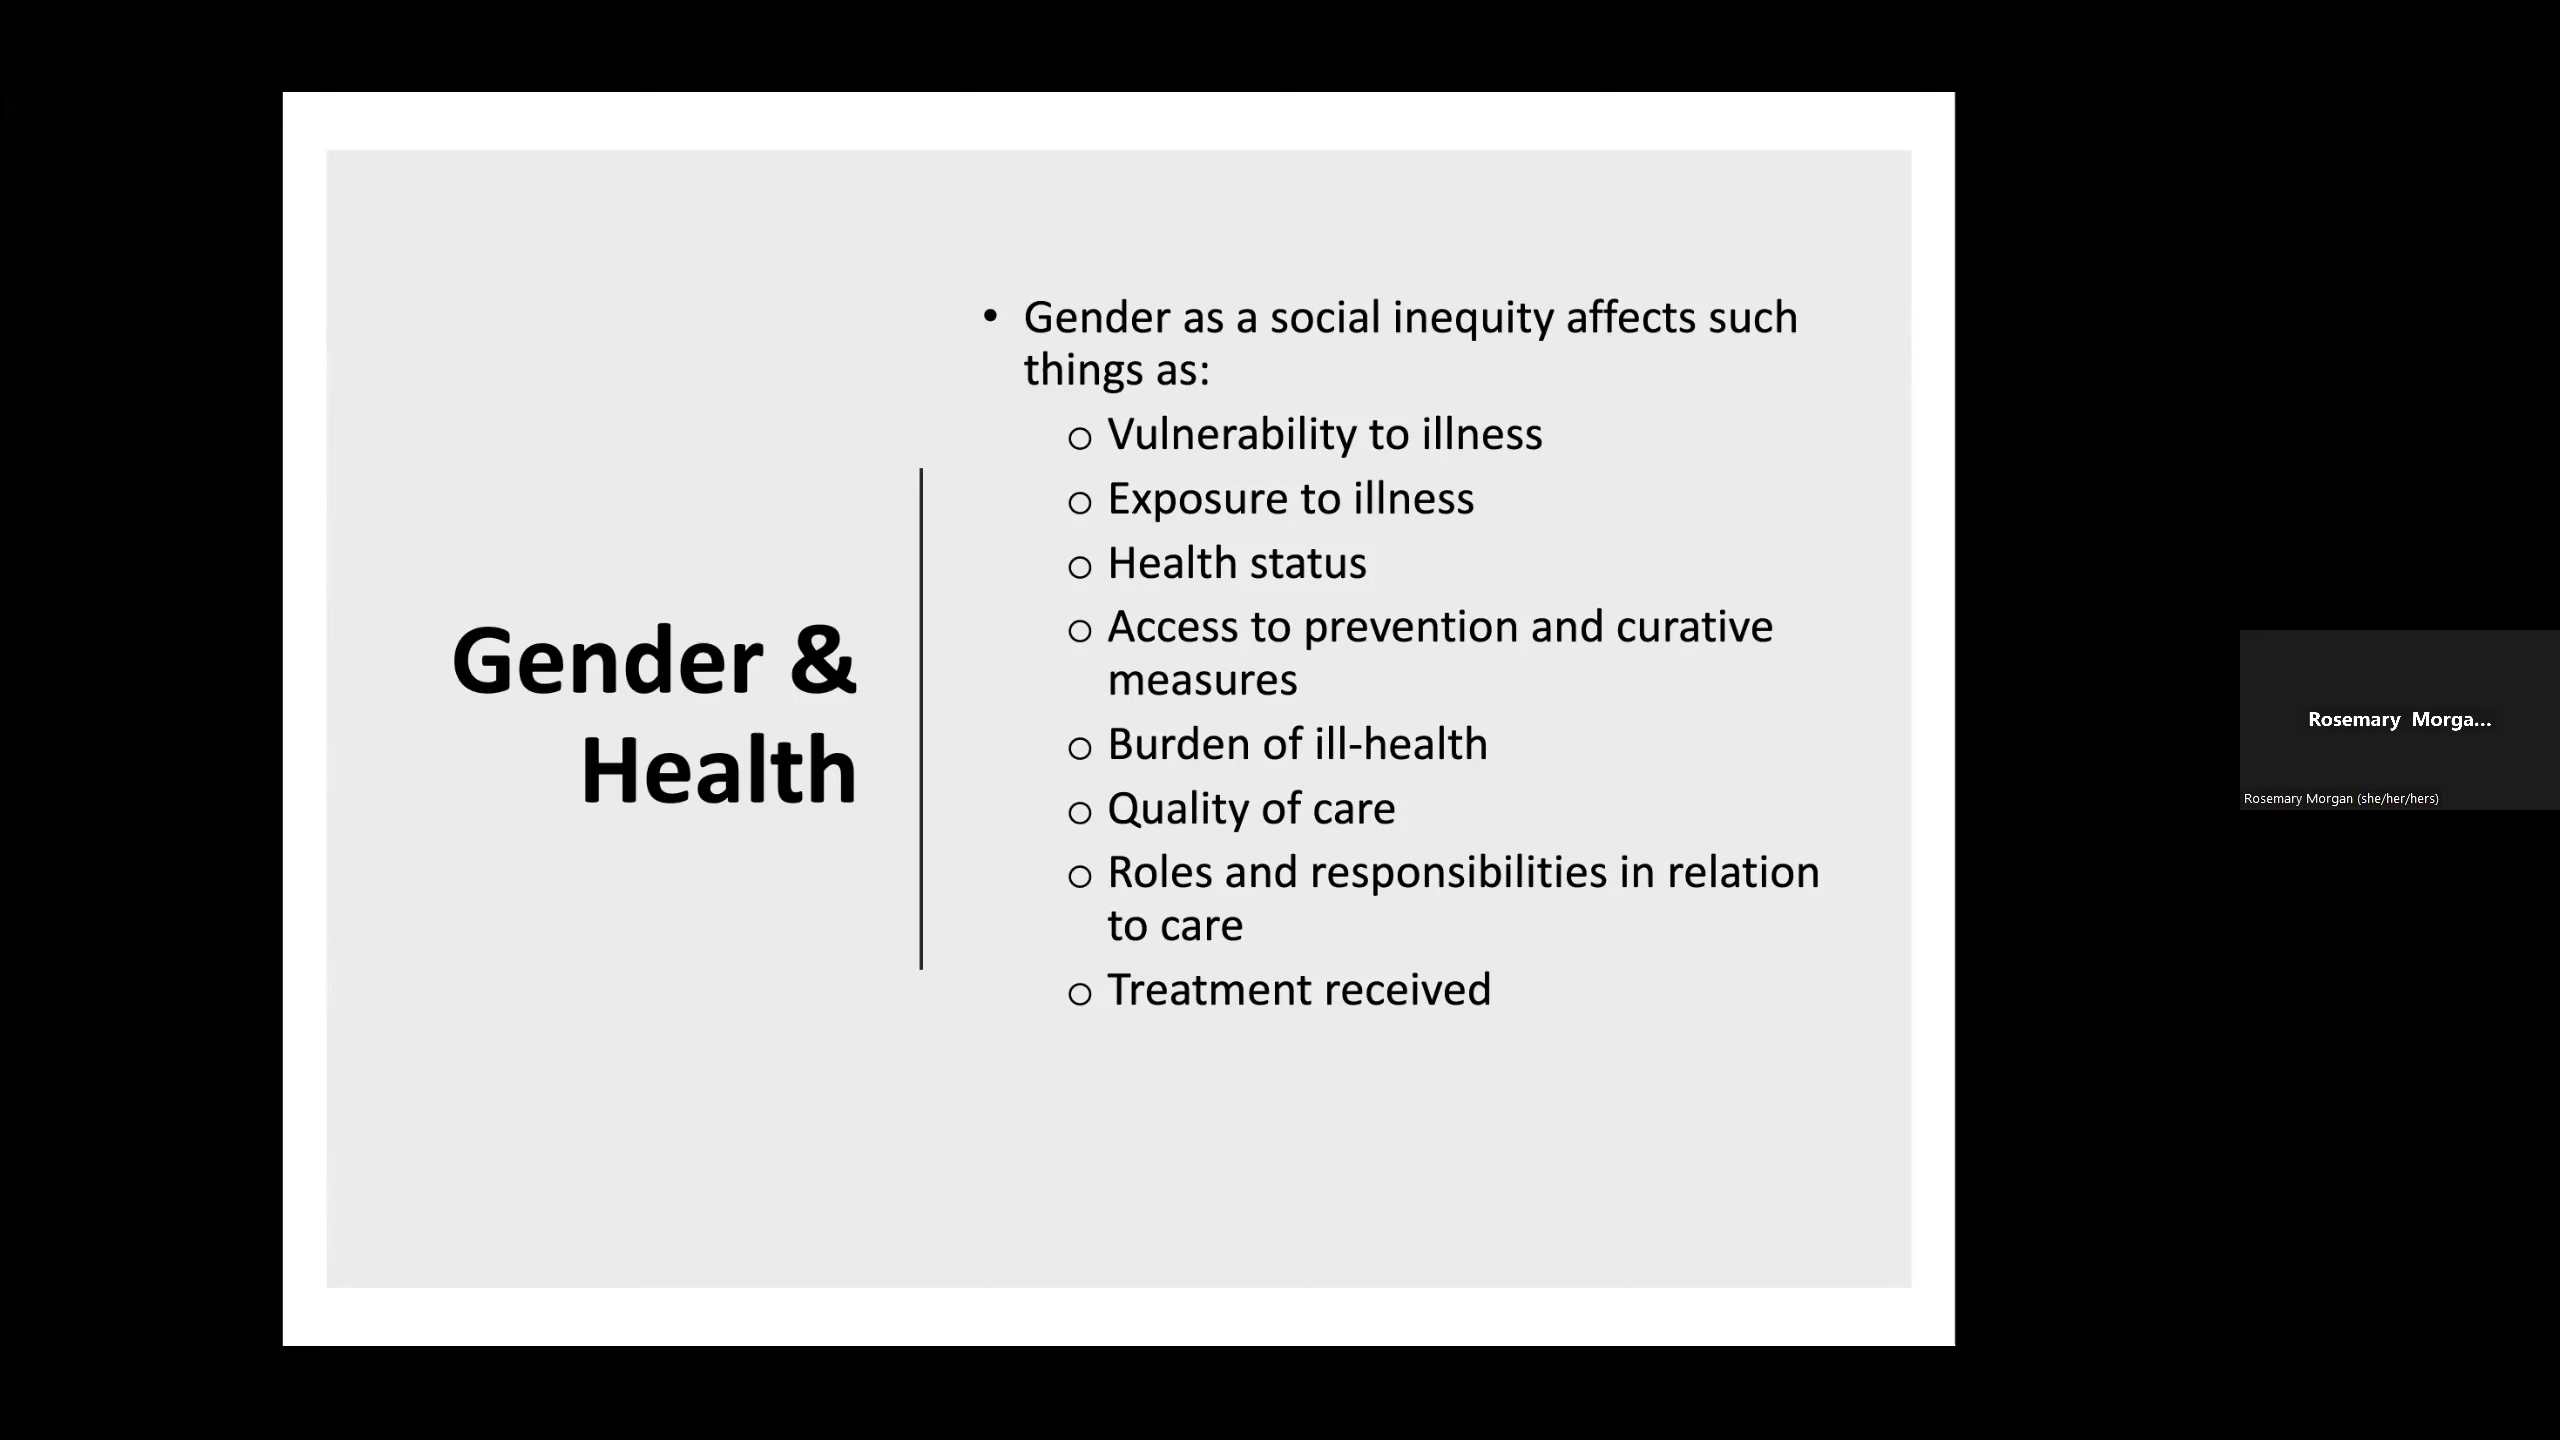 Gender &
Health
• Gender as a social inequity affects such
things as:
o Vulnerability to illness
o Exposure to illness
o Health status
o Access to prevention and curative
measures
o Burden of ill-health
o Quality of care
o Roles and responsibilities in relation
to care
o Treatment received
Rosemary Morga...
Rosemary Morgan (she/her/hers)